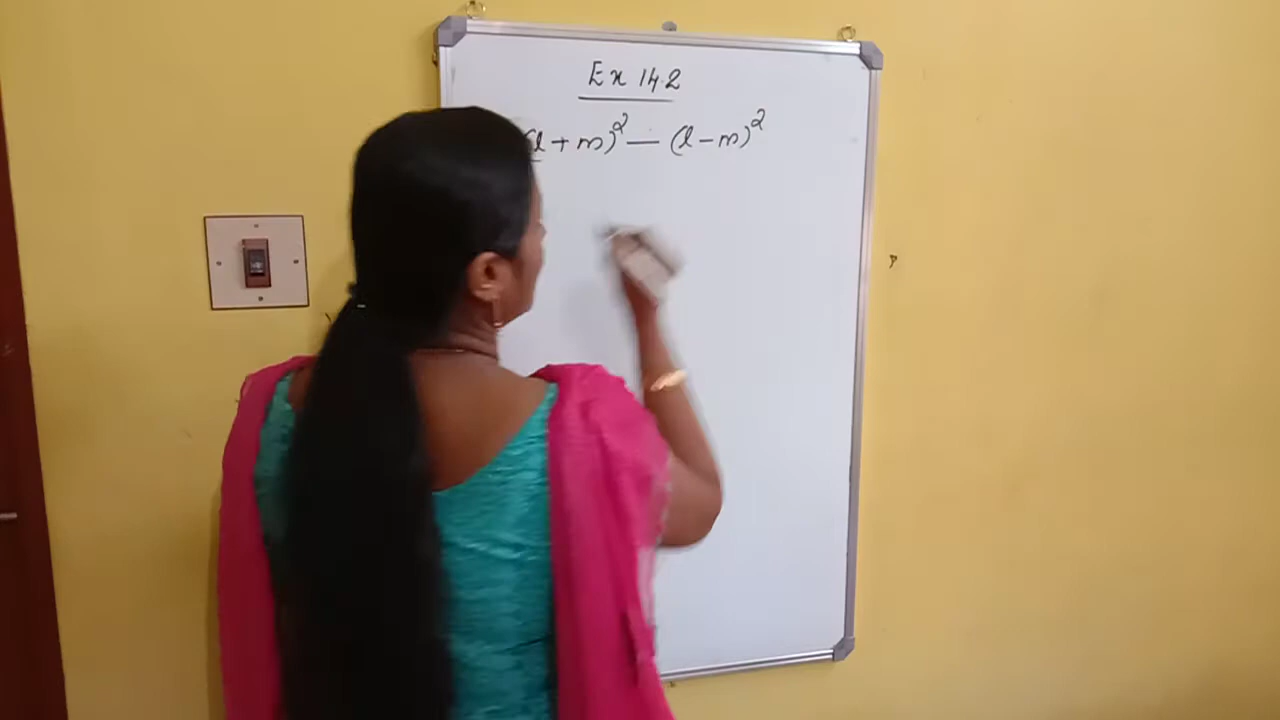 Ex 14.2
(l + m)² — (l - m)²